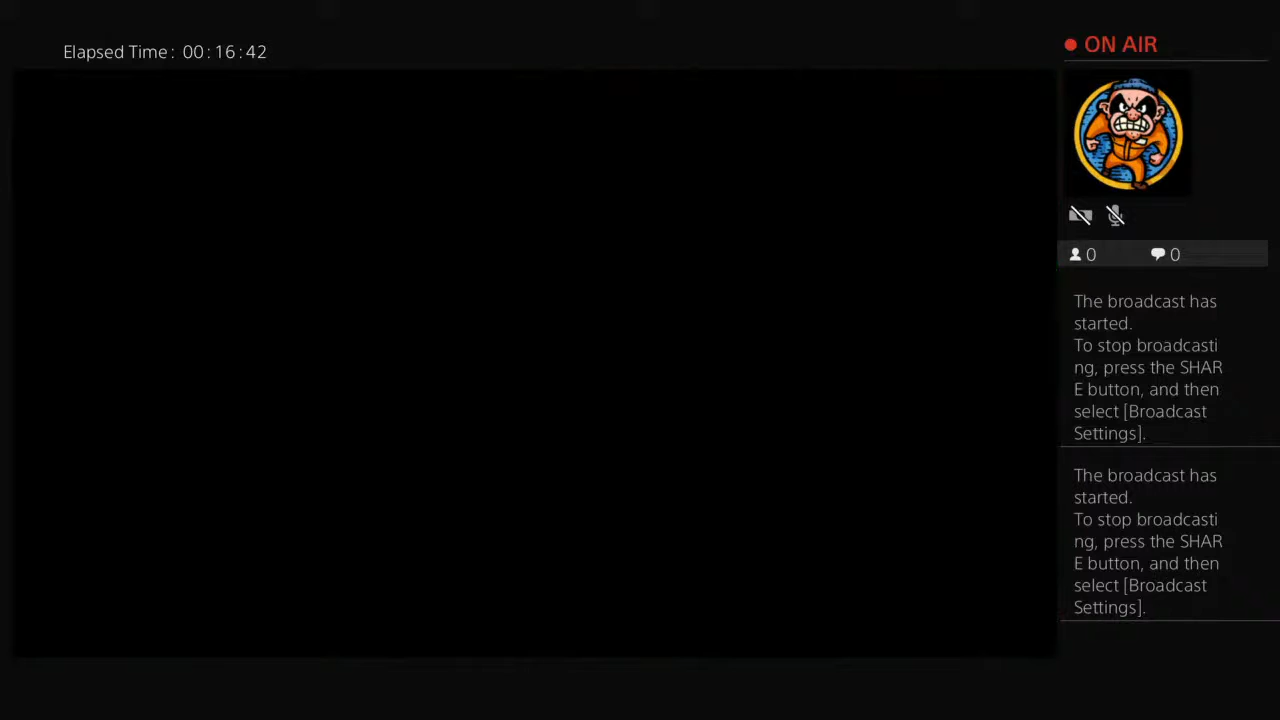 Elapsed Time: 00:16:42
ON AIR
0 0
The broadcast has
started.
To stop broadcasti
ng, press the SHAR
E button, and then
select [Broadcast
Settings].
The broadcast has
started.
To stop broadcasti
ng, press the SHAR
E button, and then
select [Broadcast
Settings].